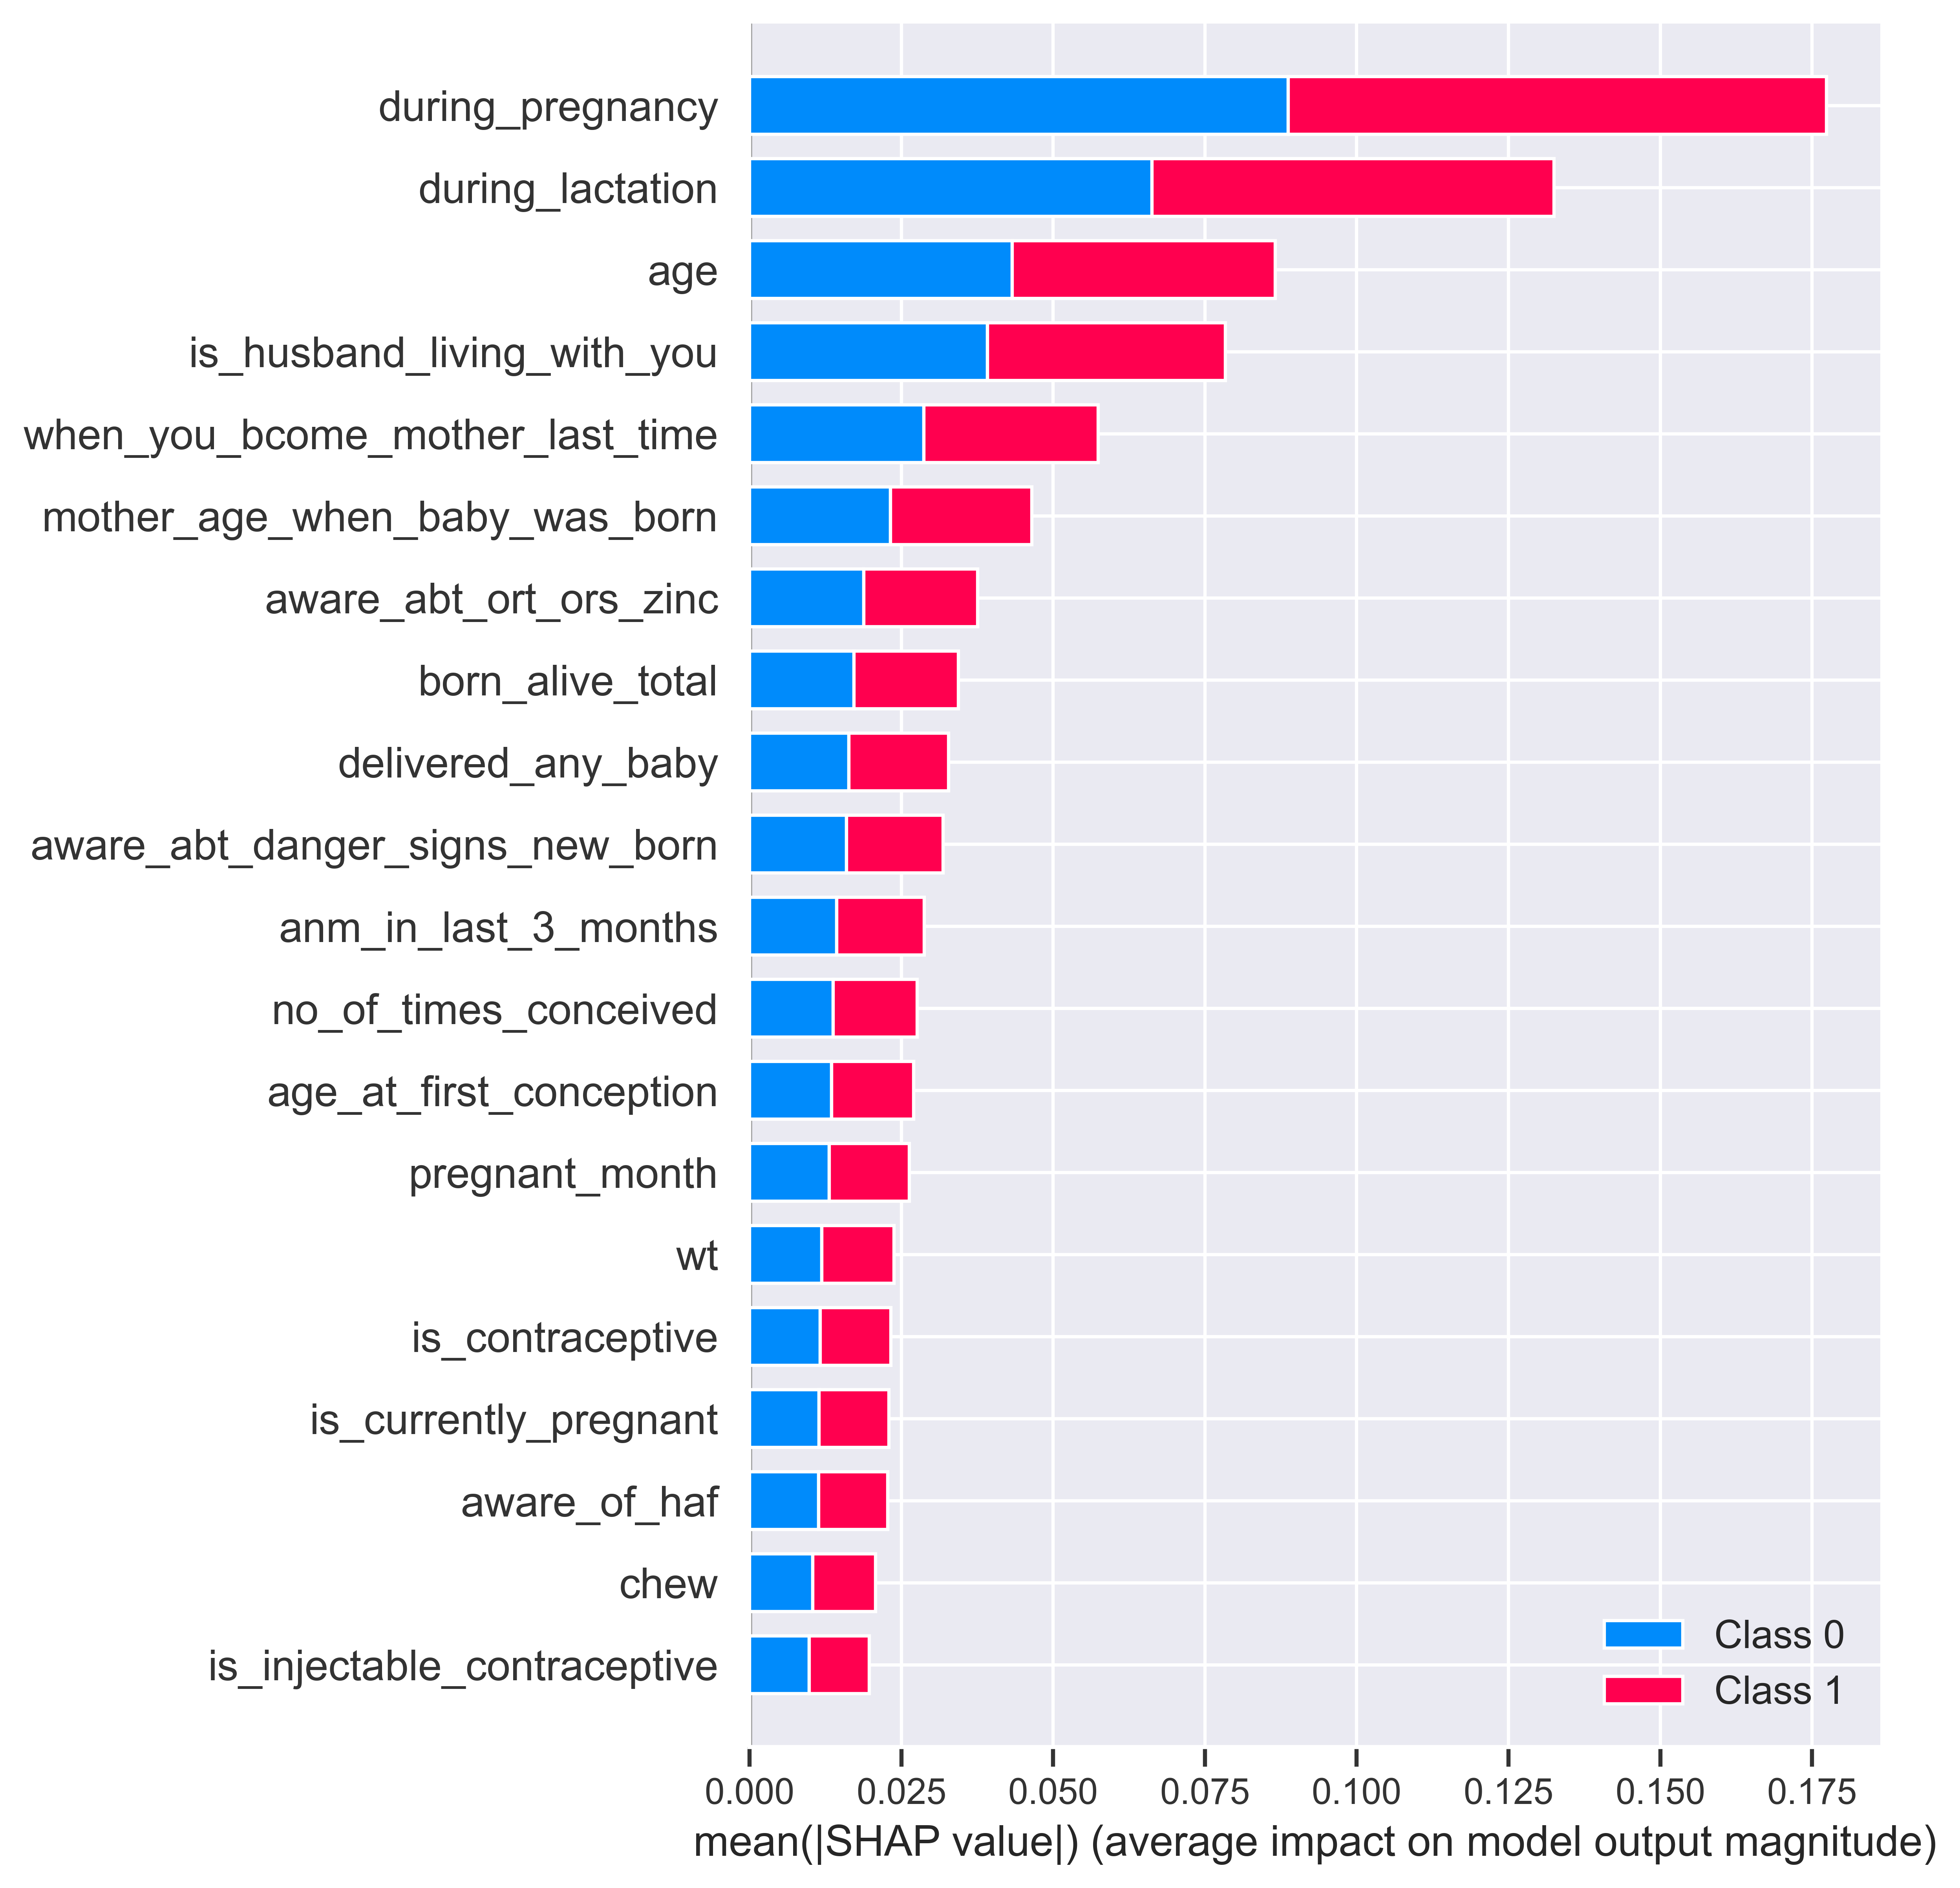 during_pregnancy
during_lactation
age
is_husband_living_with_you
when_you_bcome_mother_last_time
mother_age_when_baby_was_born
aware_abt_ort_ors_zinc
born_alive_total
delivered_any_baby
aware_abt_danger_signs_new_born
anm_in_last_3_months
no_of_times_conceived
age_at_first_conception
pregnant_month
wt
is_contraceptive
is_currently_pregnant
aware_of_haf
chew
is_injectable_contraceptive
Class 0
Class 1
0.000 0.025 0.050 0.075 0.100 0.125 0.150 0.175
mean(|SHAP value|) (average impact on model output magnitude)